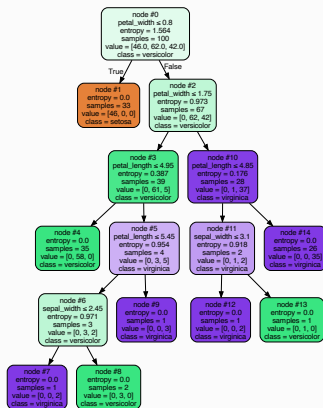 node #0
petal_width ≤ 0.8
entropy = 1.564
samples = 100
value = [46.0, 62.0, 42.0]
class = versicolor
True
False
node #1
entropy = 0.0
samples = 33
value = [46, 0, 0]
class = setosa
node #2
petal_width ≤ 1.75
entropy = 0.973
samples = 67
value = [0, 62, 42]
class = versicolor
node #3
petal_length ≤ 4.95
entropy = 0.387
samples = 39
value = [0, 61, 5]
class = versicolor
node #10
petal_length ≤ 4.85
entropy = 0.176
samples = 28
value = [0, 1, 37]
class = virginica
node #4
entropy = 0.0
samples = 35
value = [0, 58, 0]
class = versicolor
node #5
petal_length ≤ 5.45
entropy = 0.954
samples = 4
value = [0, 3, 5]
class = virginica
node #11
sepal_width ≤ 3.1
entropy = 0.918
samples = 2
value = [0, 1, 2]
class = virginica
node #14
entropy = 0.0
samples = 26
value = [0, 0, 35]
class = virginica
node #6
sepal_width ≤ 2.45
entropy = 0.971
samples = 3
value = [0, 3, 2]
class = versicolor
node #9
entropy = 0.0
samples = 1
value = [0, 0, 3]
class = virginica
node #12
entropy = 0.0
samples = 1
value = [0, 0, 2]
class = virginica
node #13
entropy = 0.0
samples = 1
value = [0, 1, 0]
class = versicolor
node #7
entropy = 0.0
samples = 1
value = [0, 0, 2]
class = virginica
node #8
entropy = 0.0
samples = 2
value = [0, 3, 0]
class = versicolor